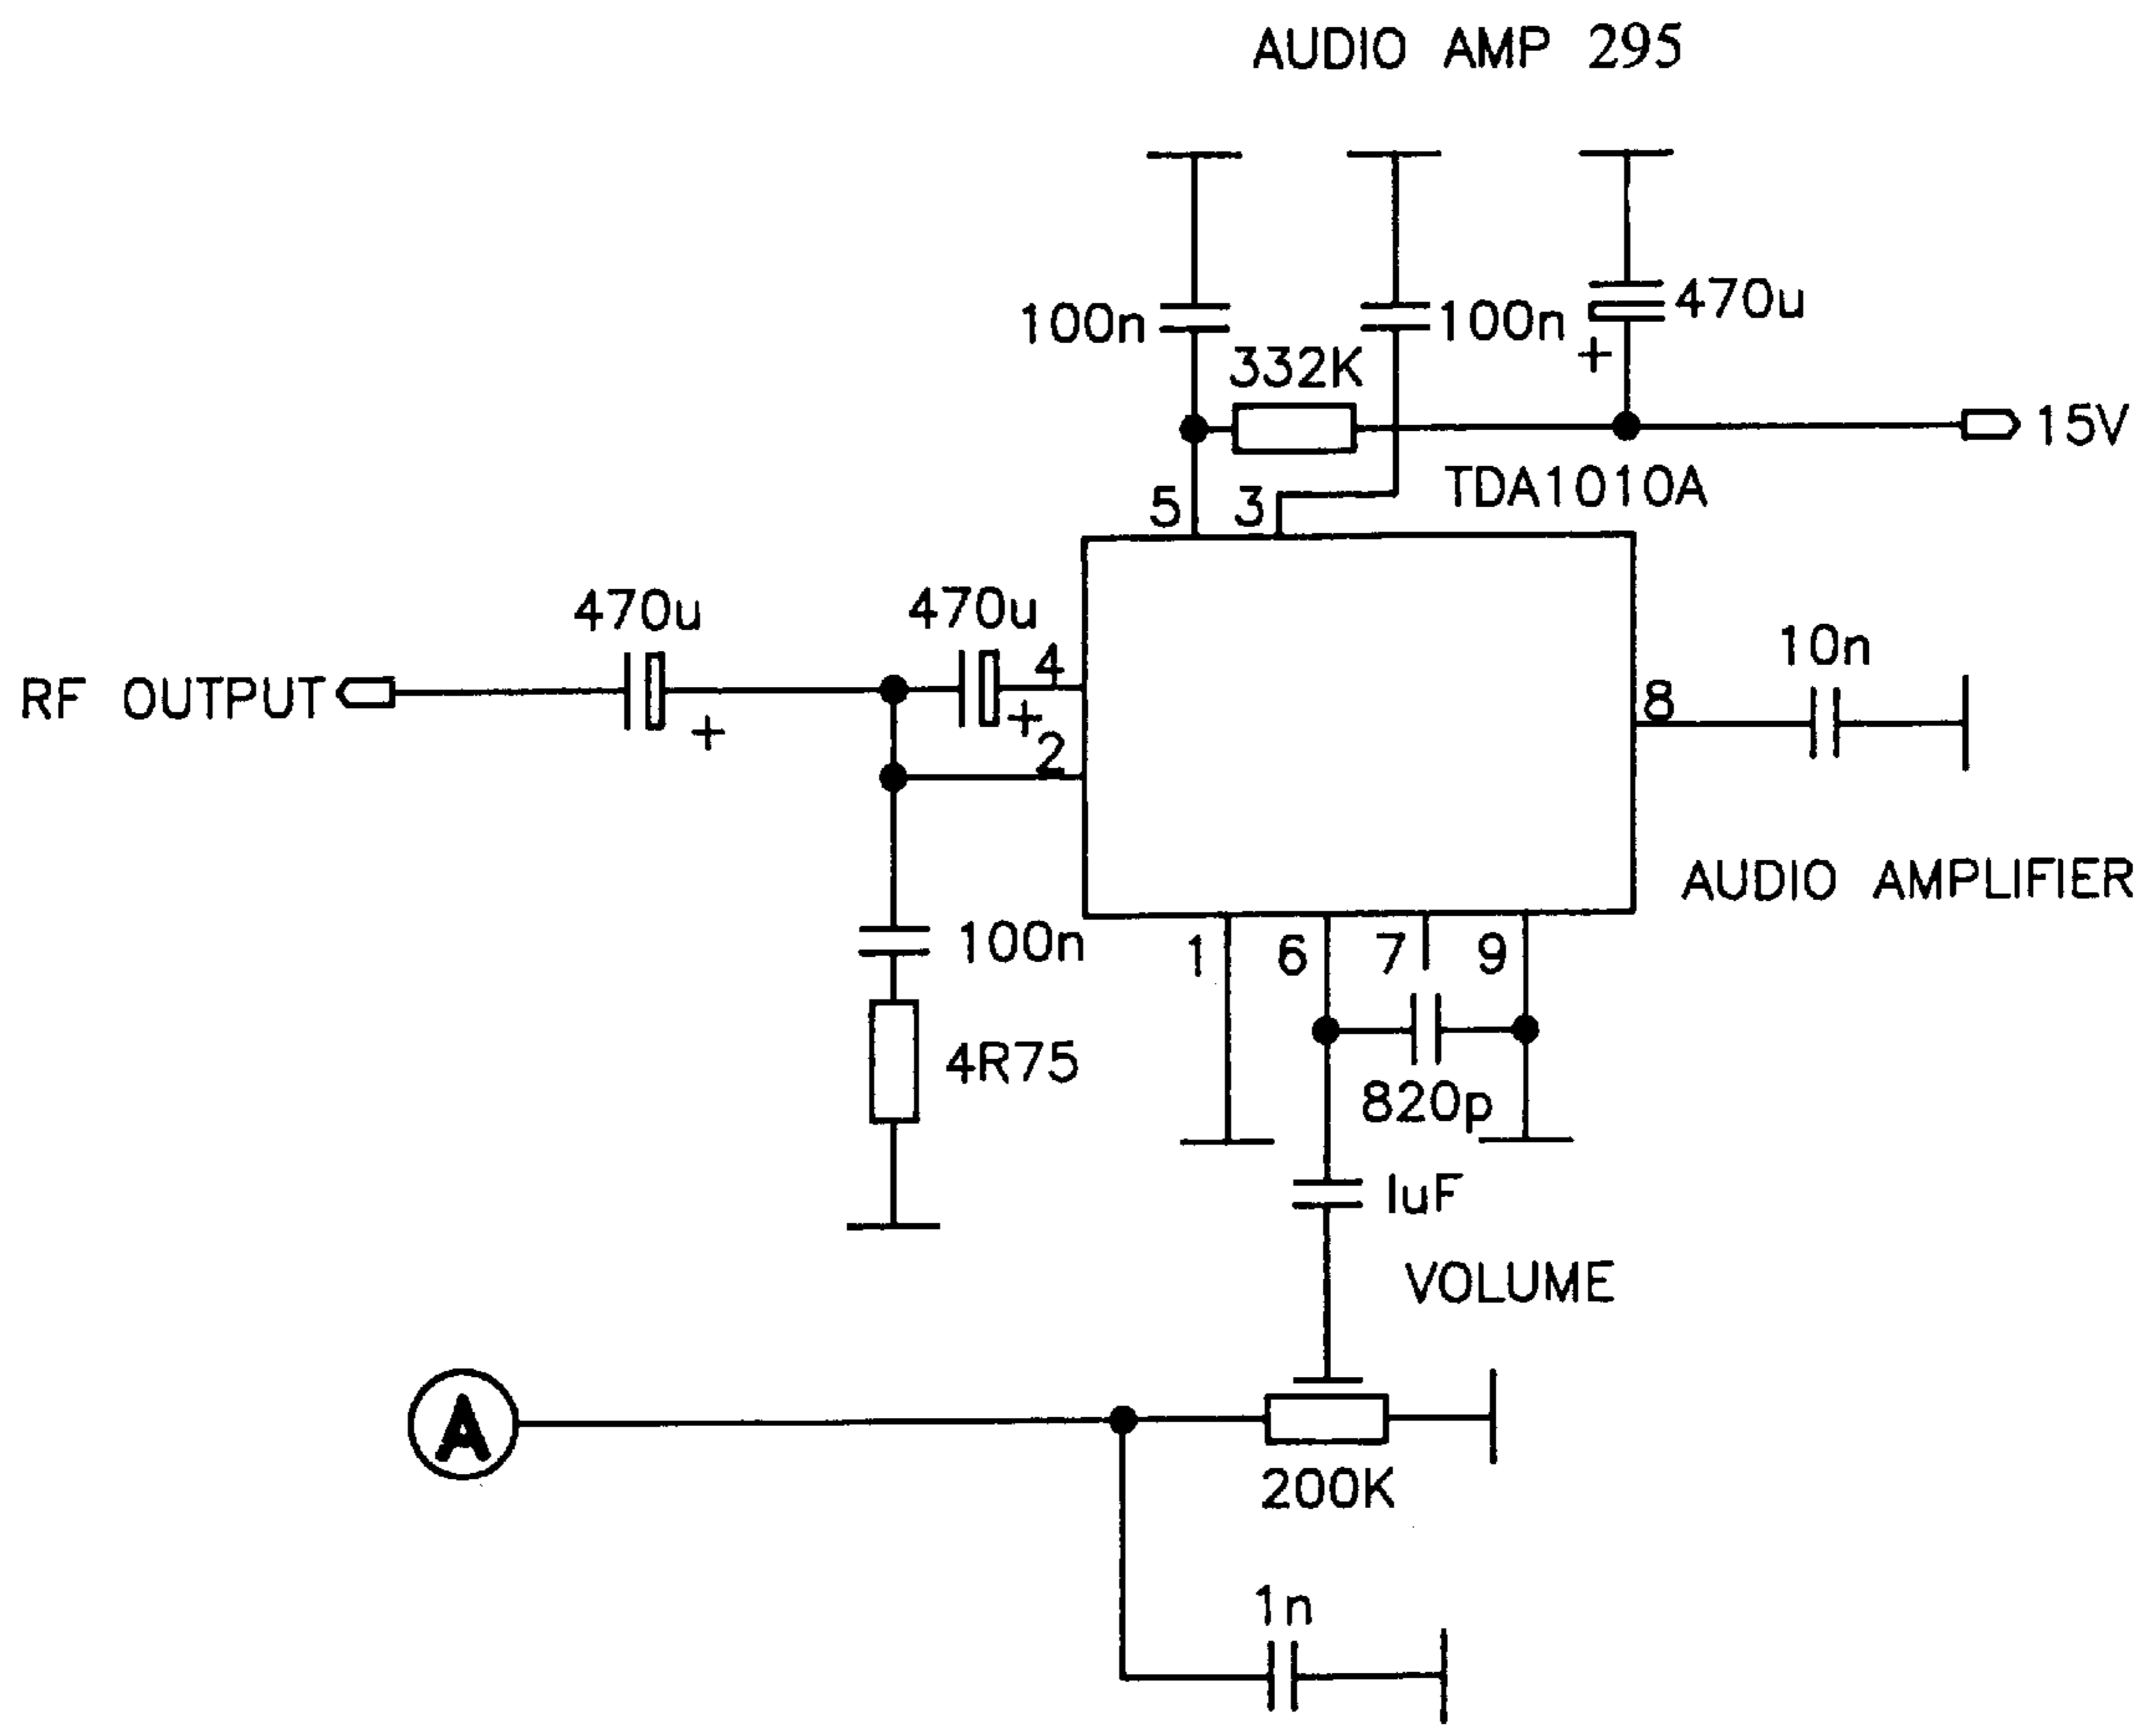 AUDIO AMP 295
100n
100n
470u
+
332K
15V
5
3
TDA1010A
470u
470u
4
10n
RF OUTPUT
+
+
8
2
AUDIO AMPLIFIER
100n
1
6
7
9
4R75
820p
1uF
VOLUME
A
200K
1n